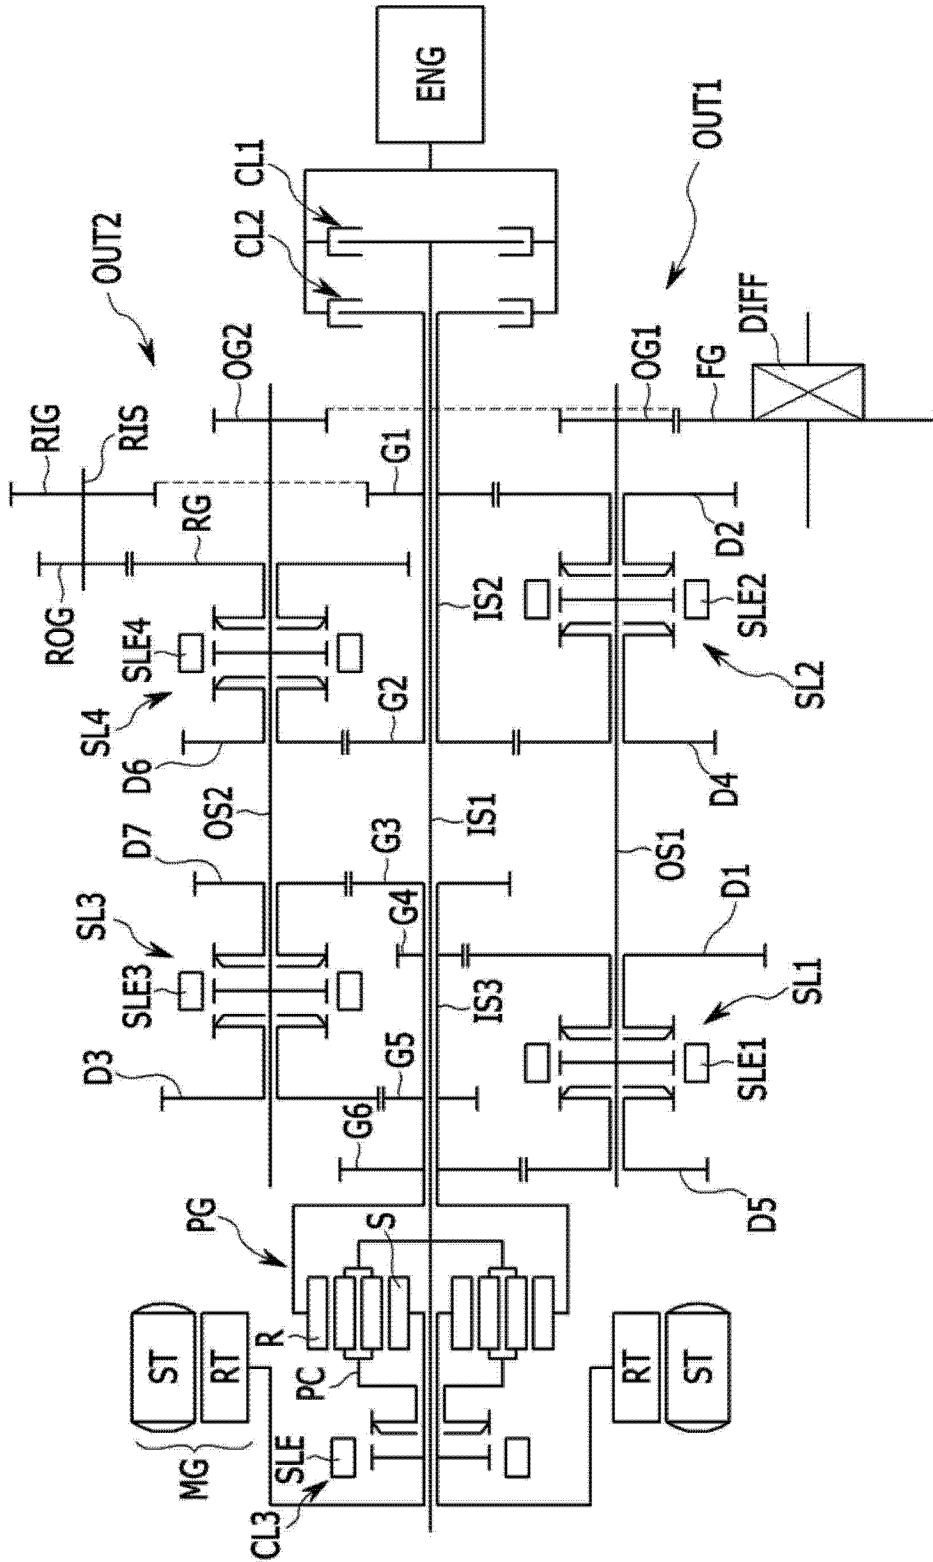 ENG
CL1
CL2
OUT1
OUT2
OG2
OG1
FG
DIFF
RIG
RIS
G1
D2
RG
ROG
IS2
SLE2
SL2
SLE4
SL4
G2
D6
D4
OS2
IS1
OS1
D7
G3
G4
D1
SL3
SLE3
IS3
SL1
SLE1
D3
G5
G6
D5
PG
S
R
PC
ST
RT
MG
RT
ST
SLE
CL3